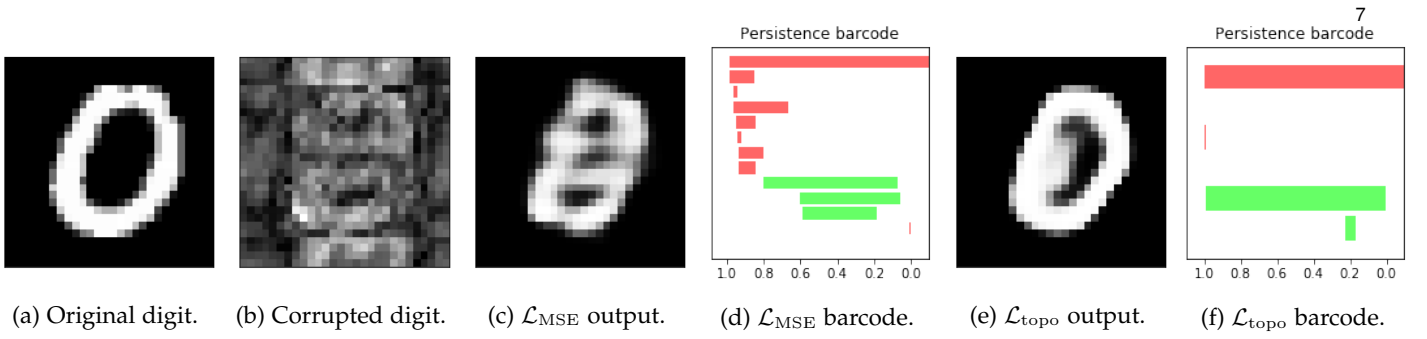 7
Persistence barcode
Persistence barcode
1.0 0.8 0.6 0.4 0.2 0.0
1.0 0.8 0.6 0.4 0.2 0.0
(a) Original digit. (b) Corrupted digit. (c) ℒMSE output. (d) ℒMSE barcode. (e) ℒtopo output. (f) ℒtopo barcode.